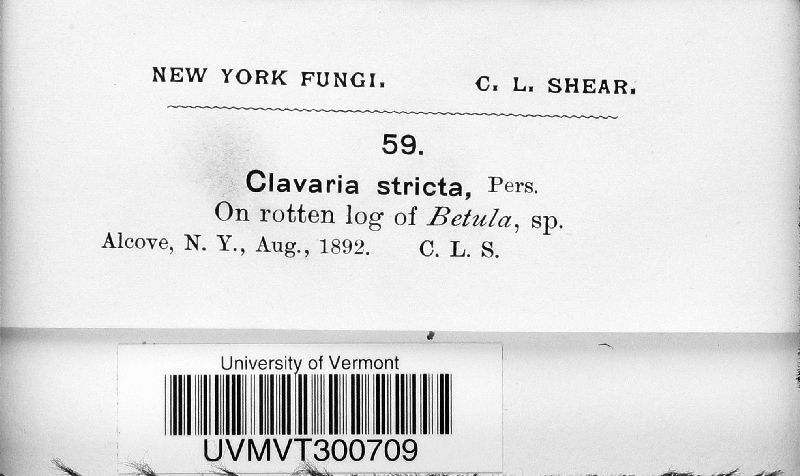 NEW YORK FUNGI. C. L. SHEAR.
59.
Clavaria stricta, Pers.
On rotten log of Betula, sp.
Alcove, N. Y., Aug., 1892. C. L. S.
University of Vermont
UVMVT300709